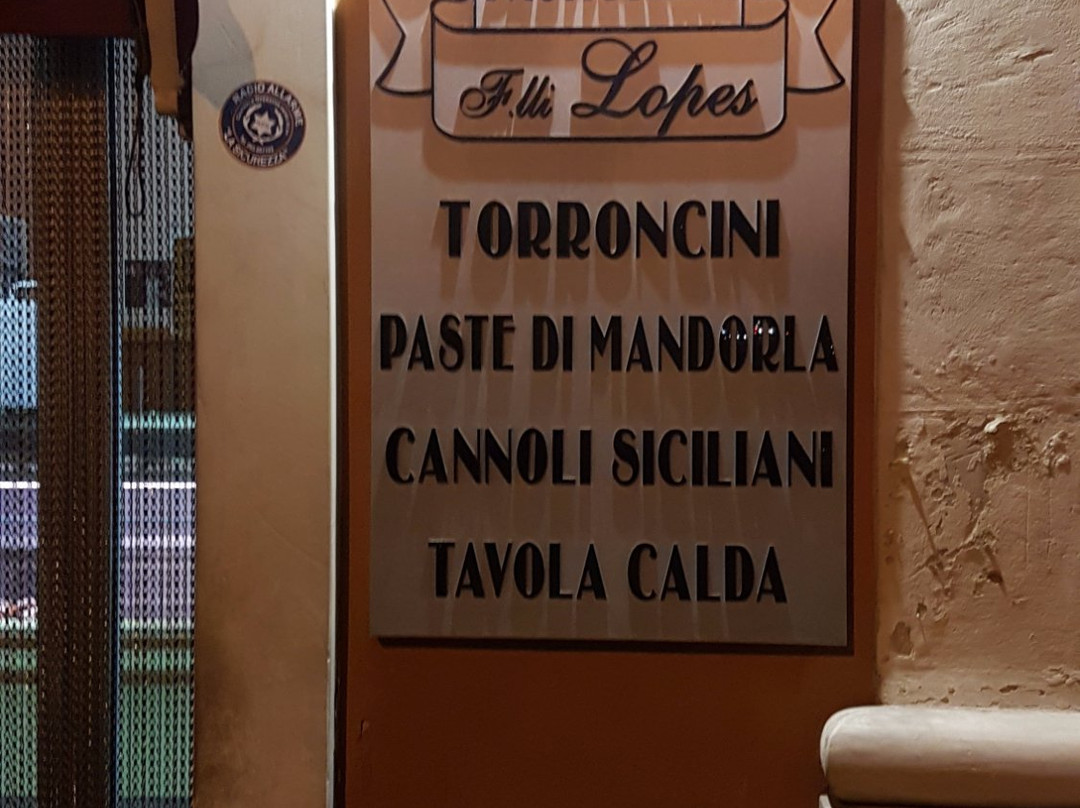 F.lli Lopes
TORRONCINI
PASTE DI MANDORLA
CANNOLI SICILIANI
TAVOLA CALDA
RADIO ALLARME
"LA SICUREZZA"